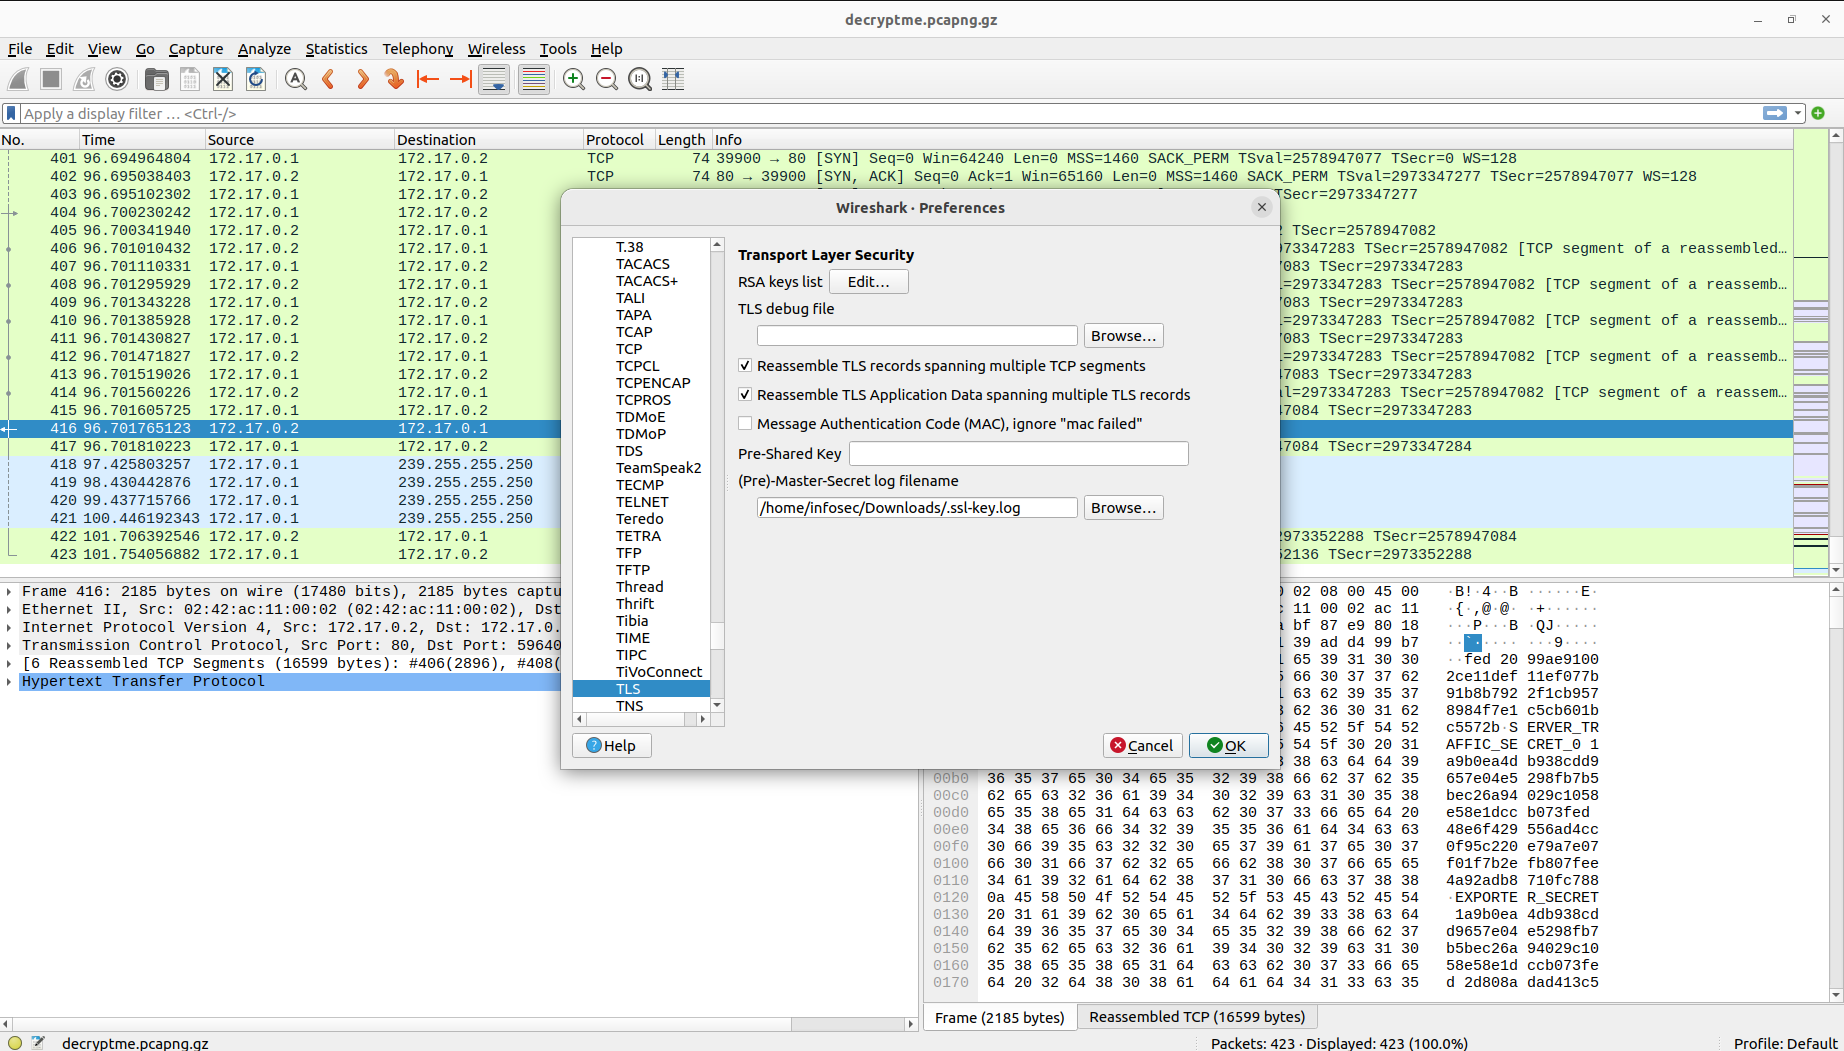 decryptme.pcapng.gz
File Edit View Go Capture Analyze Statistics Telephony Wireless Tools Help
Apply a display filter … <Ctrl-/>
No. Time Source Destination Protocol Length Info
401 96.694964804 172.17.0.1 172.17.0.2 TCP 74 39900 → 80 [SYN] Seq=0 Win=64240 Len=0 MSS=1460 SACK_PERM TSval=2578947077 TSecr=0 WS=128
402 96.695038403 172.17.0.2 172.17.0.1 TCP 74 80 → 39900 [SYN, ACK] Seq=0 Ack=1 Win=65160 Len=0 MSS=1460 SACK_PERM TSval=2973347277 TSecr=2578947077 WS=128
403 96.695102302 172.17.0.1 172.17.0.2 TSecr=2973347277
404 96.700230242 172.17.0.1 172.17.0.2
405 96.700341940 172.17.0.2 172.17.0.1 TSecr=2578947082
406 96.701010432 172.17.0.2 172.17.0.1 973347283 TSecr=2578947082 [TCP segment of a reassembled…
407 96.701110331 172.17.0.1 172.17.0.2 7083 TSecr=2973347283
408 96.701295929 172.17.0.2 172.17.0.1 =2973347283 TSecr=2578947082 [TCP segment of a reassemb…
409 96.701343228 172.17.0.1 172.17.0.2 083 TSecr=2973347283
410 96.701385928 172.17.0.2 172.17.0.1 =2973347283 TSecr=2578947082 [TCP segment of a reassemb…
411 96.701430827 172.17.0.1 172.17.0.2 083 TSecr=2973347283
412 96.701471827 172.17.0.2 172.17.0.1 =2973347283 TSecr=2578947082 [TCP segment of a reassemb…
413 96.701519026 172.17.0.1 172.17.0.2 083 TSecr=2973347283
414 96.701560226 172.17.0.2 172.17.0.1 l=2973347283 TSecr=2578947082 [TCP segment of a reassem…
415 96.701605725 172.17.0.1 172.17.0.2 7084 TSecr=2973347283
416 96.701765123 172.17.0.2 172.17.0.1
417 96.701810223 172.17.0.1 172.17.0.2 47084 TSecr=2973347284
418 97.425803257 172.17.0.1 239.255.255.250
419 98.430442876 172.17.0.1 239.255.255.250
420 99.437715766 172.17.0.1 239.255.255.250
421 100.446192343 172.17.0.1 239.255.255.250
422 101.706392546 172.17.0.2 172.17.0.1 2973352288 TSecr=2578947084
423 101.754056882 172.17.0.1 172.17.0.2 52136 TSecr=2973352288
Wireshark · Preferences
T.38
TACACS
TACACS+
TALI
TAPA
TCAP
TCP
TCPCL
TCPENCAP
TCPROS
TDMoE
TDMoP
TDS
TeamSpeak2
TECMP
TELNET
Teredo
TETRA
TFP
TFTP
Thread
Thrift
Tibia
TIME
TIPC
TiVoConnect
TLS
TNS
Transport Layer Security
RSA keys list Edit…
TLS debug file
Browse…
Reassemble TLS records spanning multiple TCP segments
Reassemble TLS Application Data spanning multiple TLS records
Message Authentication Code (MAC), ignore "mac failed"
Pre-Shared Key
(Pre)-Master-Secret log filename
/home/infosec/Downloads/.ssl-key.log Browse…
Help Cancel OK
Frame 416: 2185 bytes on wire (17480 bits), 2185 bytes captu
Ethernet II, Src: 02:42:ac:11:00:02 (02:42:ac:11:00:02), Dst
Internet Protocol Version 4, Src: 172.17.0.2, Dst: 172.17.0.
Transmission Control Protocol, Src Port: 80, Dst Port: 59640
[6 Reassembled TCP Segments (16599 bytes): #406(2896), #408(
Hypertext Transfer Protocol
02 08 00 45 00 ·B!·4··B ······E·
11 00 02 ac 11 ·{·,@·@· ·+······
bf 87 e9 80 18 ···P···B ·QJ·····
39 ad d4 99 b7 ··`····· ···9····
65 39 31 30 30 ··fed 20 99ae9100
66 30 37 37 62 2ce11def 11ef077b
63 62 39 35 37 91b8b792 2f1cb957
62 36 30 31 62 8984f7e1 c5cb601b
45 52 5f 54 52 c5572b·S ERVER_TR
54 5f 30 20 31 AFFIC_SE CRET_0 1
38 63 64 64 39 a9b0ea4d b938cdd9
00b0 36 35 37 65 30 34 65 35 32 39 38 66 62 37 62 35 657e04e5 298fb7b5
00c0 62 65 63 32 36 61 39 34 30 32 39 63 31 30 35 38 bec26a94 029c1058
00d0 65 35 38 65 31 64 63 63 62 30 37 33 66 65 64 20 e58e1dcc b073fed
00e0 34 38 65 36 66 34 32 39 35 35 36 61 64 34 63 63 48e6f429 556ad4cc
00f0 30 66 39 35 63 32 32 30 65 37 39 61 37 65 30 37 0f95c220 e79a7e07
0100 66 30 31 66 37 62 32 65 66 62 38 30 37 66 65 65 f01f7b2e fb807fee
0110 34 61 39 32 61 64 62 38 37 31 30 66 63 37 38 38 4a92adb8 710fc788
0120 0a 45 58 50 4f 52 54 45 52 5f 53 45 43 52 45 54 ·EXPORTE R_SECRET
0130 20 31 61 39 62 30 65 61 34 64 62 39 33 38 63 64 1a9b0ea 4db938cd
0140 64 39 36 35 37 65 30 34 65 35 32 39 38 66 62 37 d9657e04 e5298fb7
0150 62 35 62 65 63 32 36 61 39 34 30 32 39 63 31 30 b5bec26a 94029c10
0160 35 38 65 35 38 65 31 64 63 63 62 30 37 33 66 65 58e58e1d ccb073fe
0170 64 20 32 64 38 30 38 61 64 61 64 34 31 33 63 35 d 2d808a dad413c5
Frame (2185 bytes) Reassembled TCP (16599 bytes)
decryptme.pcapng.gz Packets: 423 · Displayed: 423 (100.0%) Profile: Default